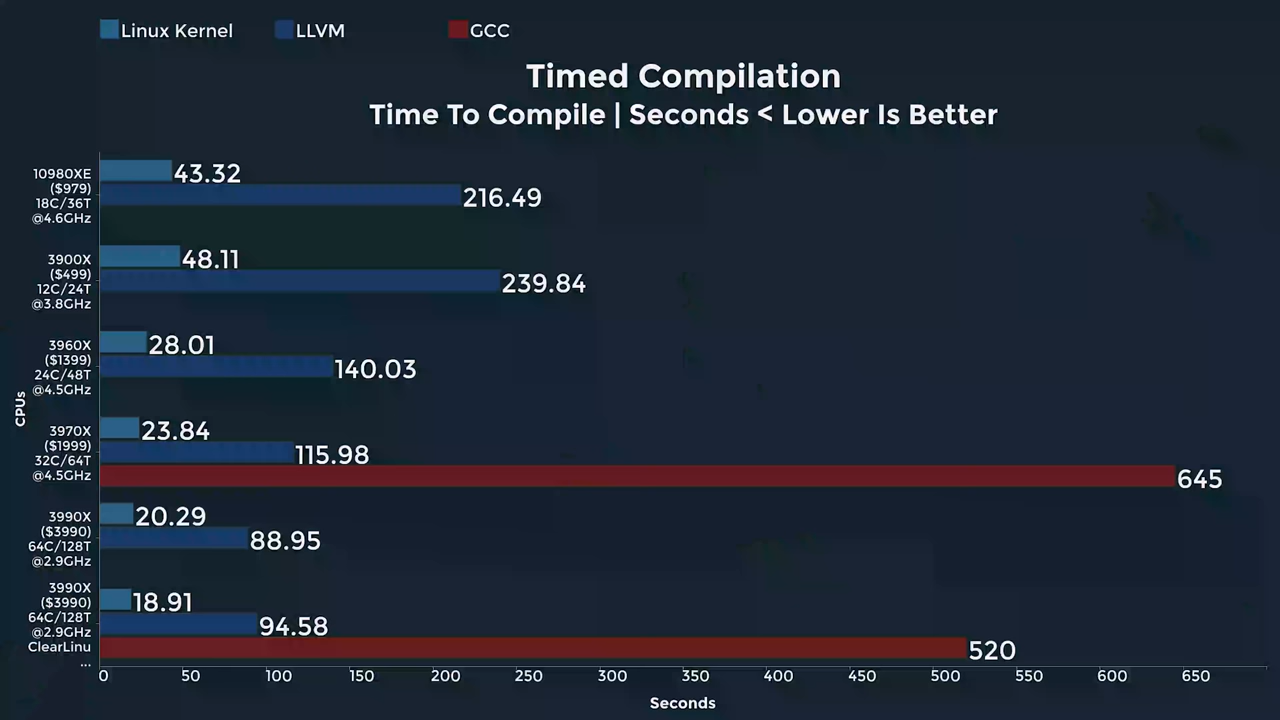 Linux Kernel LLVM GCC
Timed Compilation
Time To Compile | Seconds < Lower Is Better
10980XE
($979)
18C/36T
@4.6GHz
43.32
216.49
3900X
($499)
12C/24T
@3.8GHz
48.11
239.84
3960X
($1399)
24C/48T
@4.5GHz
28.01
140.03
CPUs
3970X
($1999)
32C/64T
@4.5GHz
23.84
115.98
645
3990X
($3990)
64C/128T
@2.9GHz
20.29
88.95
3990X
($3990)
64C/128T
@2.9GHz
ClearLinu
...
18.91
94.58
520
0 50 100 150 200 250 300 350 400 450 500 550 600 650
Seconds